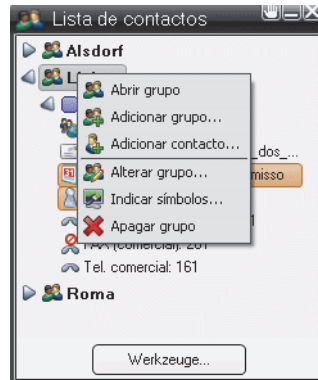 Lista de contactos
Alsdorf
Abrir grupo
Adicionar grupo...
Adicionar contacto...
_dos_...
Alterar grupo...
misso
Indicar símbolos...
Apagar grupo
FAX (comercial): 261
Tel. comercial: 161
Roma
Werkzeuge...